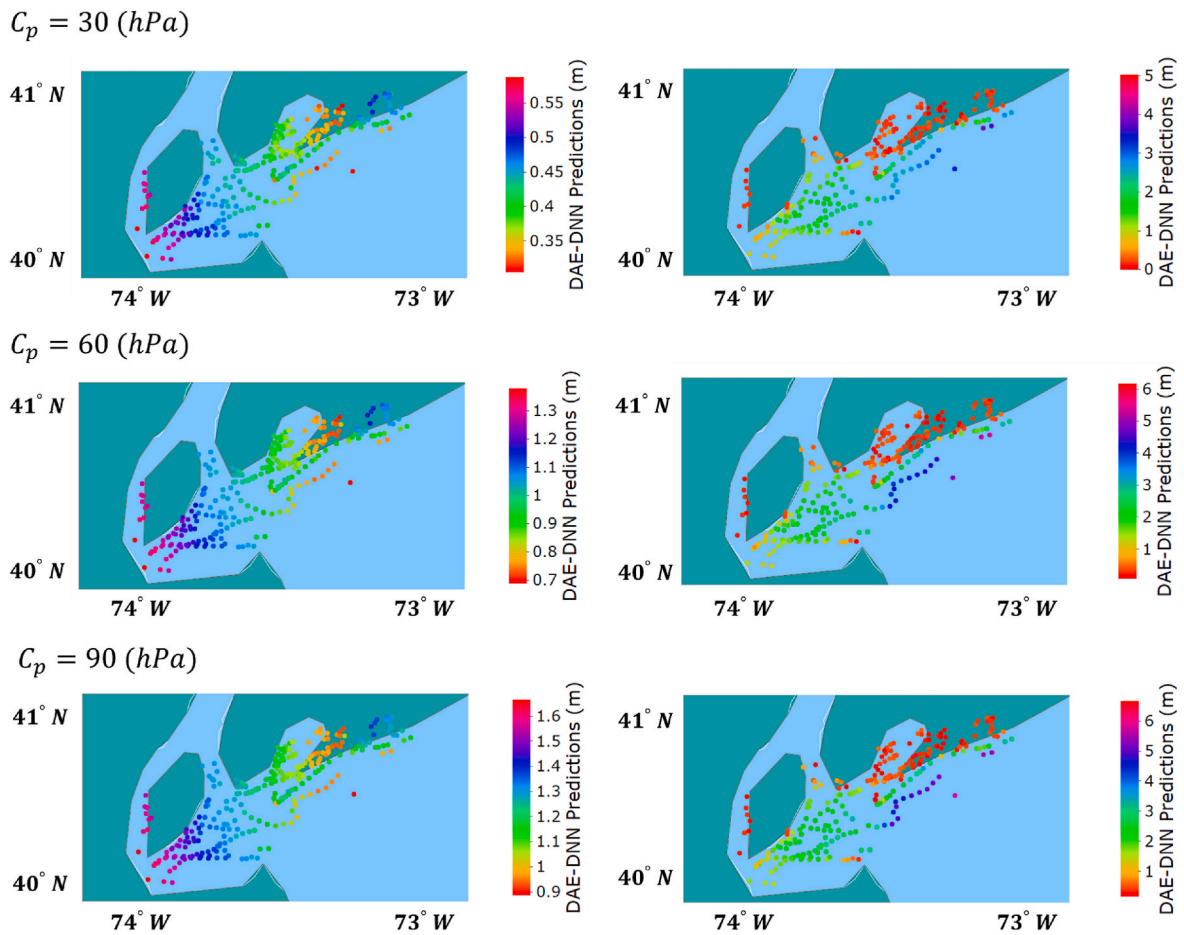 C_p = 30 (hPa)
41° N
40° N
74° W
73° W
0.55
0.5
0.45
0.4
0.35
DAE-DNN Predictions (m)
5
4
3
2
1
0
DAE-DNN Predictions (m)
41° N
40° N
74° W
73° W
C_p = 60 (hPa)
41° N
40° N
74° W
73° W
1.3
1.2
1.1
1
0.9
0.8
0.7
DAE-DNN Predictions (m)
6
5
4
3
2
1
DAE-DNN Predictions (m)
41° N
40° N
74° W
73° W
C_p = 90 (hPa)
41° N
40° N
74° W
73° W
1.6
1.5
1.4
1.3
1.2
1.1
1
0.9
DAE-DNN Predictions (m)
6
5
4
3
2
1
DAE-DNN Predictions (m)
41° N
40° N
74° W
73° W